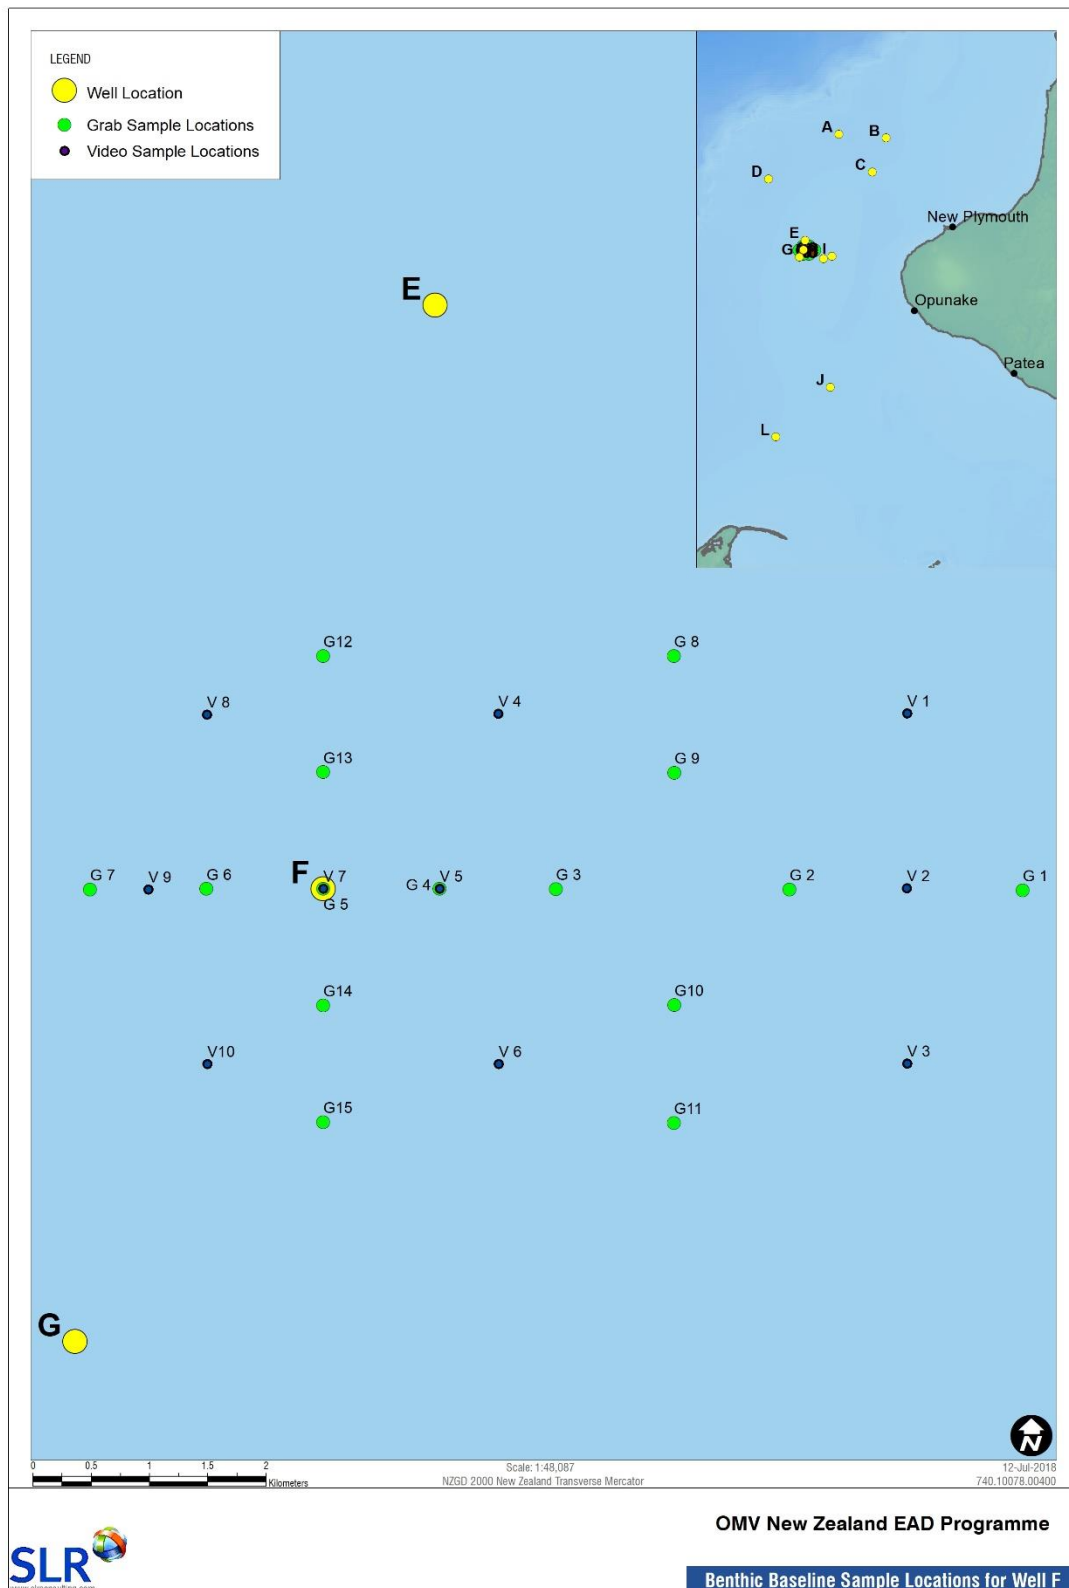 LEGEND
Well Location
Grab Sample Locations
Video Sample Locations
A
B
C
D
New Plymouth
E
G
I
Opunake
Patea
J
L
E
G12
G 8
V 8
V 4
V 1
G13
G 9
F
G 7
V 9
G 6
V 7
G 5
G 4
V 5
G 3
G 2
V 2
G 1
G14
G10
V10
V 6
V 3
G15
G11
G
N
0 0.5 1 1.5 2
Kilometers
Scale: 1:48,087
NZGD 2000 New Zealand Transverse Mercator
12-Jul-2018
740.10078.00400
OMV New Zealand EAD Programme
SLR
Benthic Baseline Sample Locations for Well F